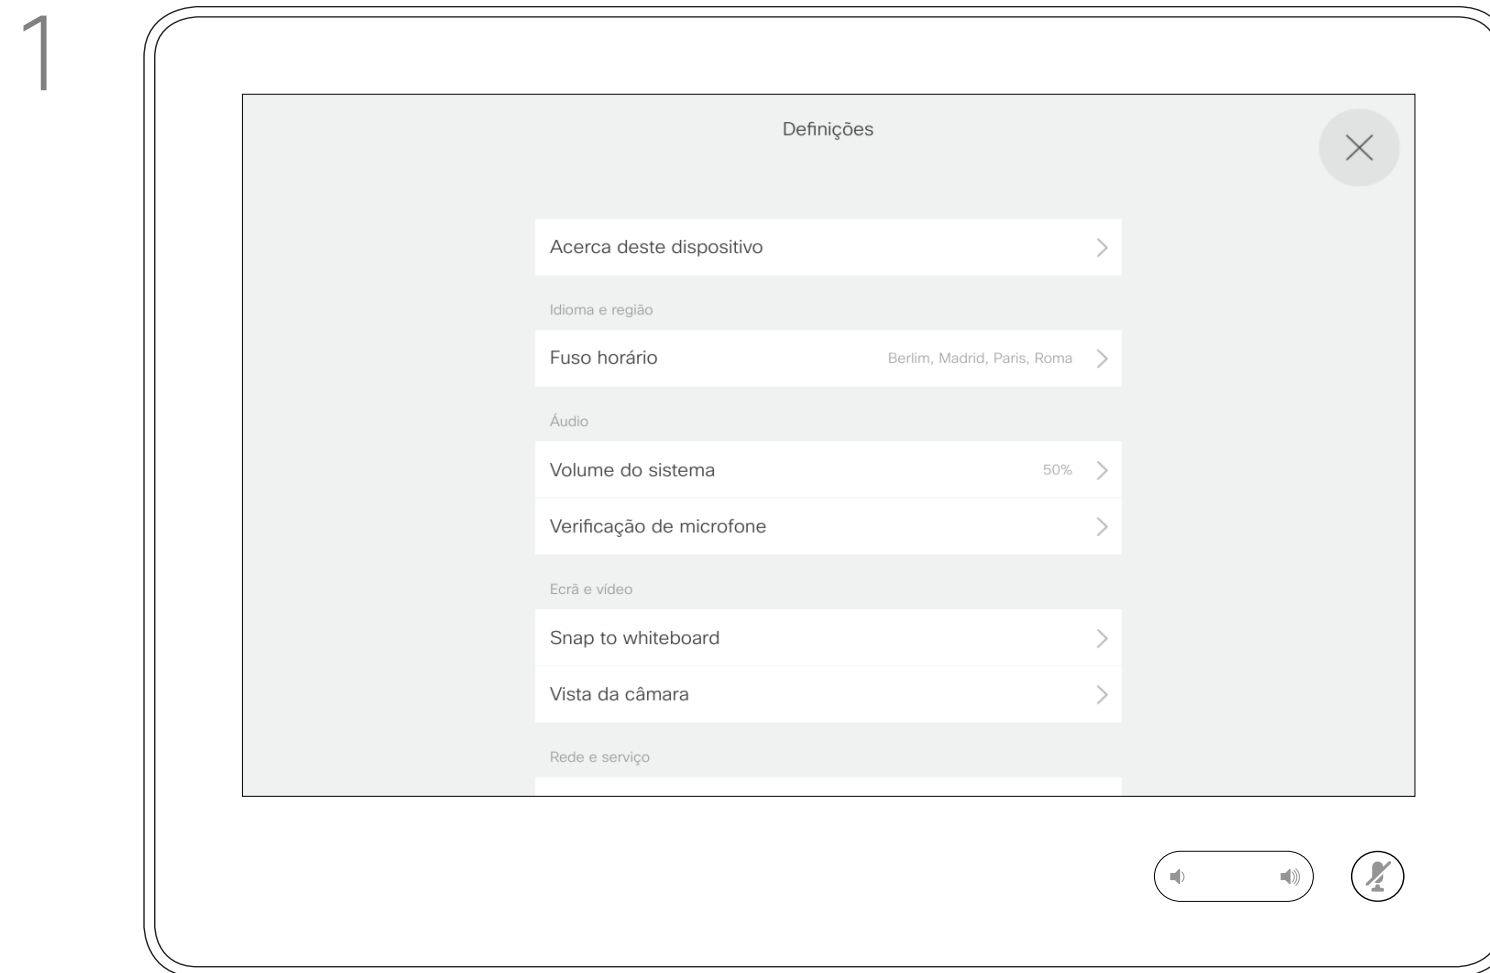 1
Definições
Acerca deste dispositivo
Idioma e região
Fuso horário Berlim, Madrid, Paris, Roma
Áudio
Volume do sistema 50%
Verificação de microfone
Ecrã e vídeo
Snap to whiteboard
Vista da câmara
Rede e serviço